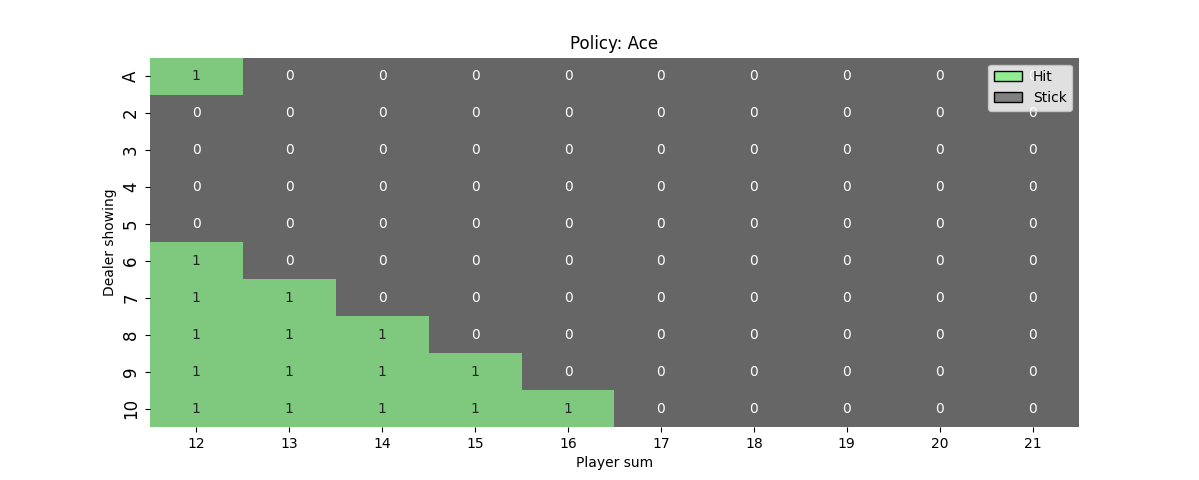 Policy: Ace
A 1 0 0 0 0 0 0 0 0 0
2 0 0 0 0 0 0 0 0 0 0
3 0 0 0 0 0 0 0 0 0 0
4 0 0 0 0 0 0 0 0 0 0
5 0 0 0 0 0 0 0 0 0 0
6 1 0 0 0 0 0 0 0 0 0
7 1 1 0 0 0 0 0 0 0 0
8 1 1 1 0 0 0 0 0 0 0
9 1 1 1 1 0 0 0 0 0 0
10 1 1 1 1 1 0 0 0 0 0
12 13 14 15 16 17 18 19 20 21
Player sum
Dealer showing
Hit
Stick